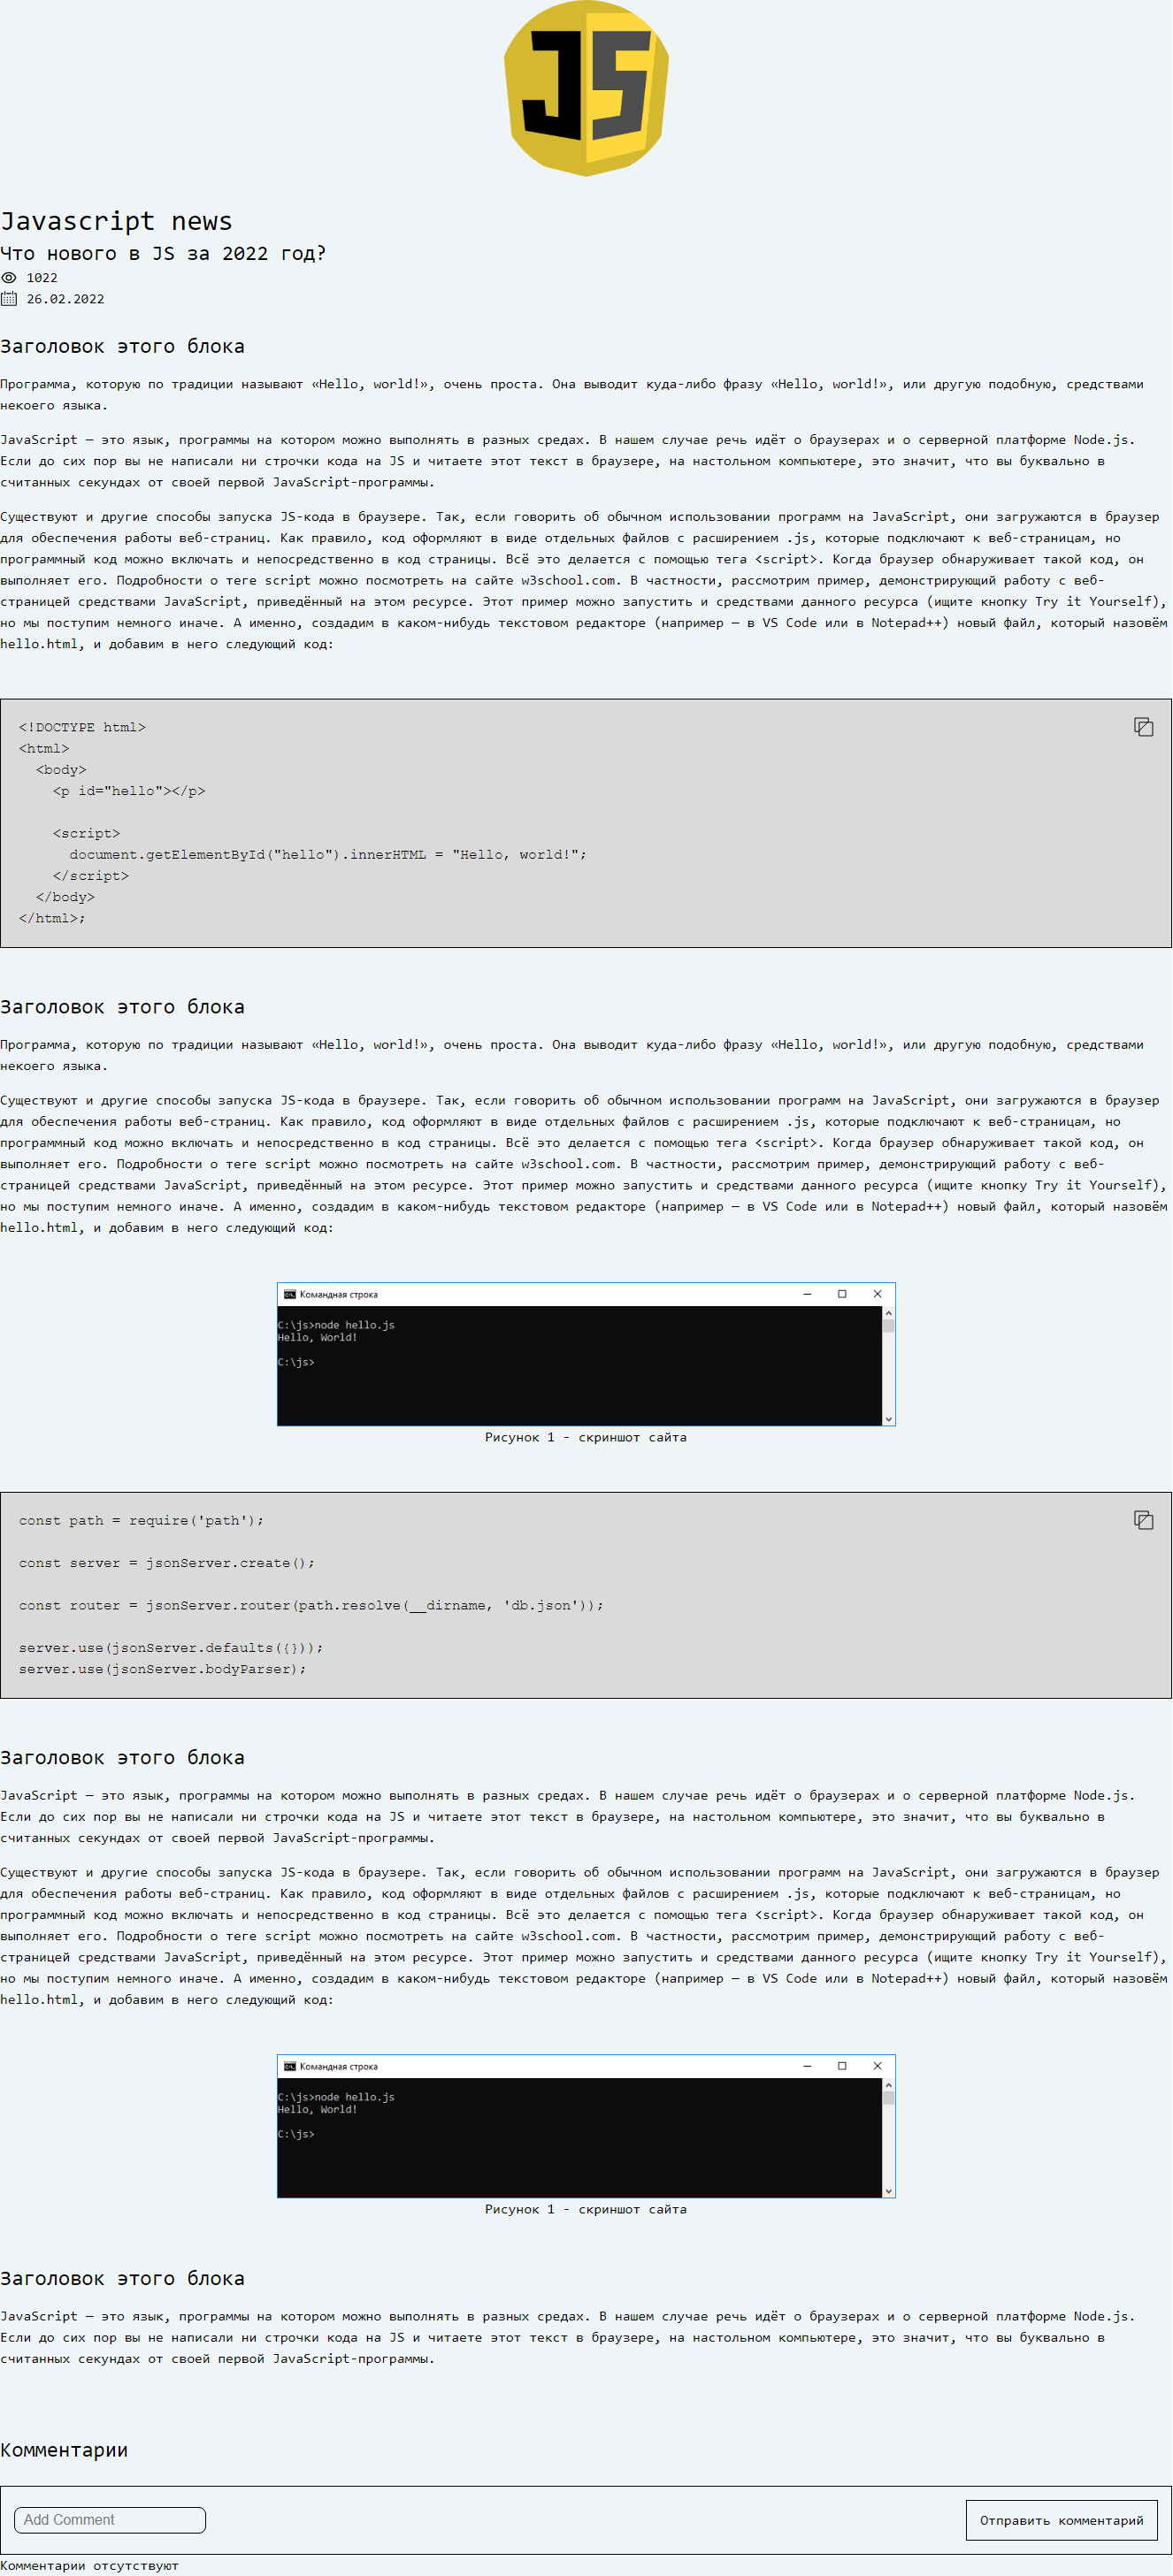 JS
Javascript news
Что нового в JS за 2022 год?
1022
26.02.2022
Заголовок этого блока
Программа, которую по традиции называют «Hello, world!», очень проста. Она выводит куда-либо фразу «Hello, world!», или другую подобную, средствами
некоего языка.
JavaScript — это язык, программы на котором можно выполнять в разных средах. В нашем случае речь идёт о браузерах и о серверной платформе Node.js.
Если до сих пор вы не написали ни строчки кода на JS и читаете этот текст в браузере, на настольном компьютере, это значит, что вы буквально в
считанных секундах от своей первой JavaScript-программы.
Существуют и другие способы запуска JS-кода в браузере. Так, если говорить об обычном использовании программ на JavaScript, они загружаются в браузер
для обеспечения работы веб-страниц. Как правило, код оформляют в виде отдельных файлов с расширением .js, которые подключают к веб-страницам, но
программный код можно включать и непосредственно в код страницы. Всё это делается с помощью тега <script>. Когда браузер обнаруживает такой код, он
выполняет его. Подробности о теге script можно посмотреть на сайте w3school.com. В частности, рассмотрим пример, демонстрирующий работу с веб-
страницей средствами JavaScript, приведённый на этом ресурсе. Этот пример можно запустить и средствами данного ресурса (ищите кнопку Try it Yourself),
но мы поступим немного иначе. А именно, создадим в каком-нибудь текстовом редакторе (например — в VS Code или в Notepad++) новый файл, который назовём
hello.html, и добавим в него следующий код:
<!DOCTYPE html>
<html>
<body>
<p id="hello"></p>
<script>
document.getElementById("hello").innerHTML = "Hello, world!";
</script>
</body>
</html>;
Заголовок этого блока
Программа, которую по традиции называют «Hello, world!», очень проста. Она выводит куда-либо фразу «Hello, world!», или другую подобную, средствами
некоего языка.
Существуют и другие способы запуска JS-кода в браузере. Так, если говорить об обычном использовании программ на JavaScript, они загружаются в браузер
для обеспечения работы веб-страниц. Как правило, код оформляют в виде отдельных файлов с расширением .js, которые подключают к веб-страницам, но
программный код можно включать и непосредственно в код страницы. Всё это делается с помощью тега <script>. Когда браузер обнаруживает такой код, он
выполняет его. Подробности о теге script можно посмотреть на сайте w3school.com. В частности, рассмотрим пример, демонстрирующий работу с веб-
страницей средствами JavaScript, приведённый на этом ресурсе. Этот пример можно запустить и средствами данного ресурса (ищите кнопку Try it Yourself),
но мы поступим немного иначе. А именно, создадим в каком-нибудь текстовом редакторе (например — в VS Code или в Notepad++) новый файл, который назовём
hello.html, и добавим в него следующий код:
Командная строка
C:\js>node hello.js
Hello, World!
C:\js>
Рисунок 1 - скриншот сайта
const path = require('path');
const server = jsonServer.create();
const router = jsonServer.router(path.resolve(__dirname, 'db.json'));
server.use(jsonServer.defaults({}));
server.use(jsonServer.bodyParser);
Заголовок этого блока
JavaScript — это язык, программы на котором можно выполнять в разных средах. В нашем случае речь идёт о браузерах и о серверной платформе Node.js.
Если до сих пор вы не написали ни строчки кода на JS и читаете этот текст в браузере, на настольном компьютере, это значит, что вы буквально в
считанных секундах от своей первой JavaScript-программы.
Существуют и другие способы запуска JS-кода в браузере. Так, если говорить об обычном использовании программ на JavaScript, они загружаются в браузер
для обеспечения работы веб-страниц. Как правило, код оформляют в виде отдельных файлов с расширением .js, которые подключают к веб-страницам, но
программный код можно включать и непосредственно в код страницы. Всё это делается с помощью тега <script>. Когда браузер обнаруживает такой код, он
выполняет его. Подробности о теге script можно посмотреть на сайте w3school.com. В частности, рассмотрим пример, демонстрирующий работу с веб-
страницей средствами JavaScript, приведённый на этом ресурсе. Этот пример можно запустить и средствами данного ресурса (ищите кнопку Try it Yourself),
но мы поступим немного иначе. А именно, создадим в каком-нибудь текстовом редакторе (например — в VS Code или в Notepad++) новый файл, который назовём
hello.html, и добавим в него следующий код:
Командная строка
C:\js>node hello.js
Hello, World!
C:\js>
Рисунок 1 - скриншот сайта
Заголовок этого блока
JavaScript — это язык, программы на котором можно выполнять в разных средах. В нашем случае речь идёт о браузерах и о серверной платформе Node.js.
Если до сих пор вы не написали ни строчки кода на JS и читаете этот текст в браузере, на настольном компьютере, это значит, что вы буквально в
считанных секундах от своей первой JavaScript-программы.
Комментарии
Add Comment
Отправить комментарий
Комментарии отсутствуют